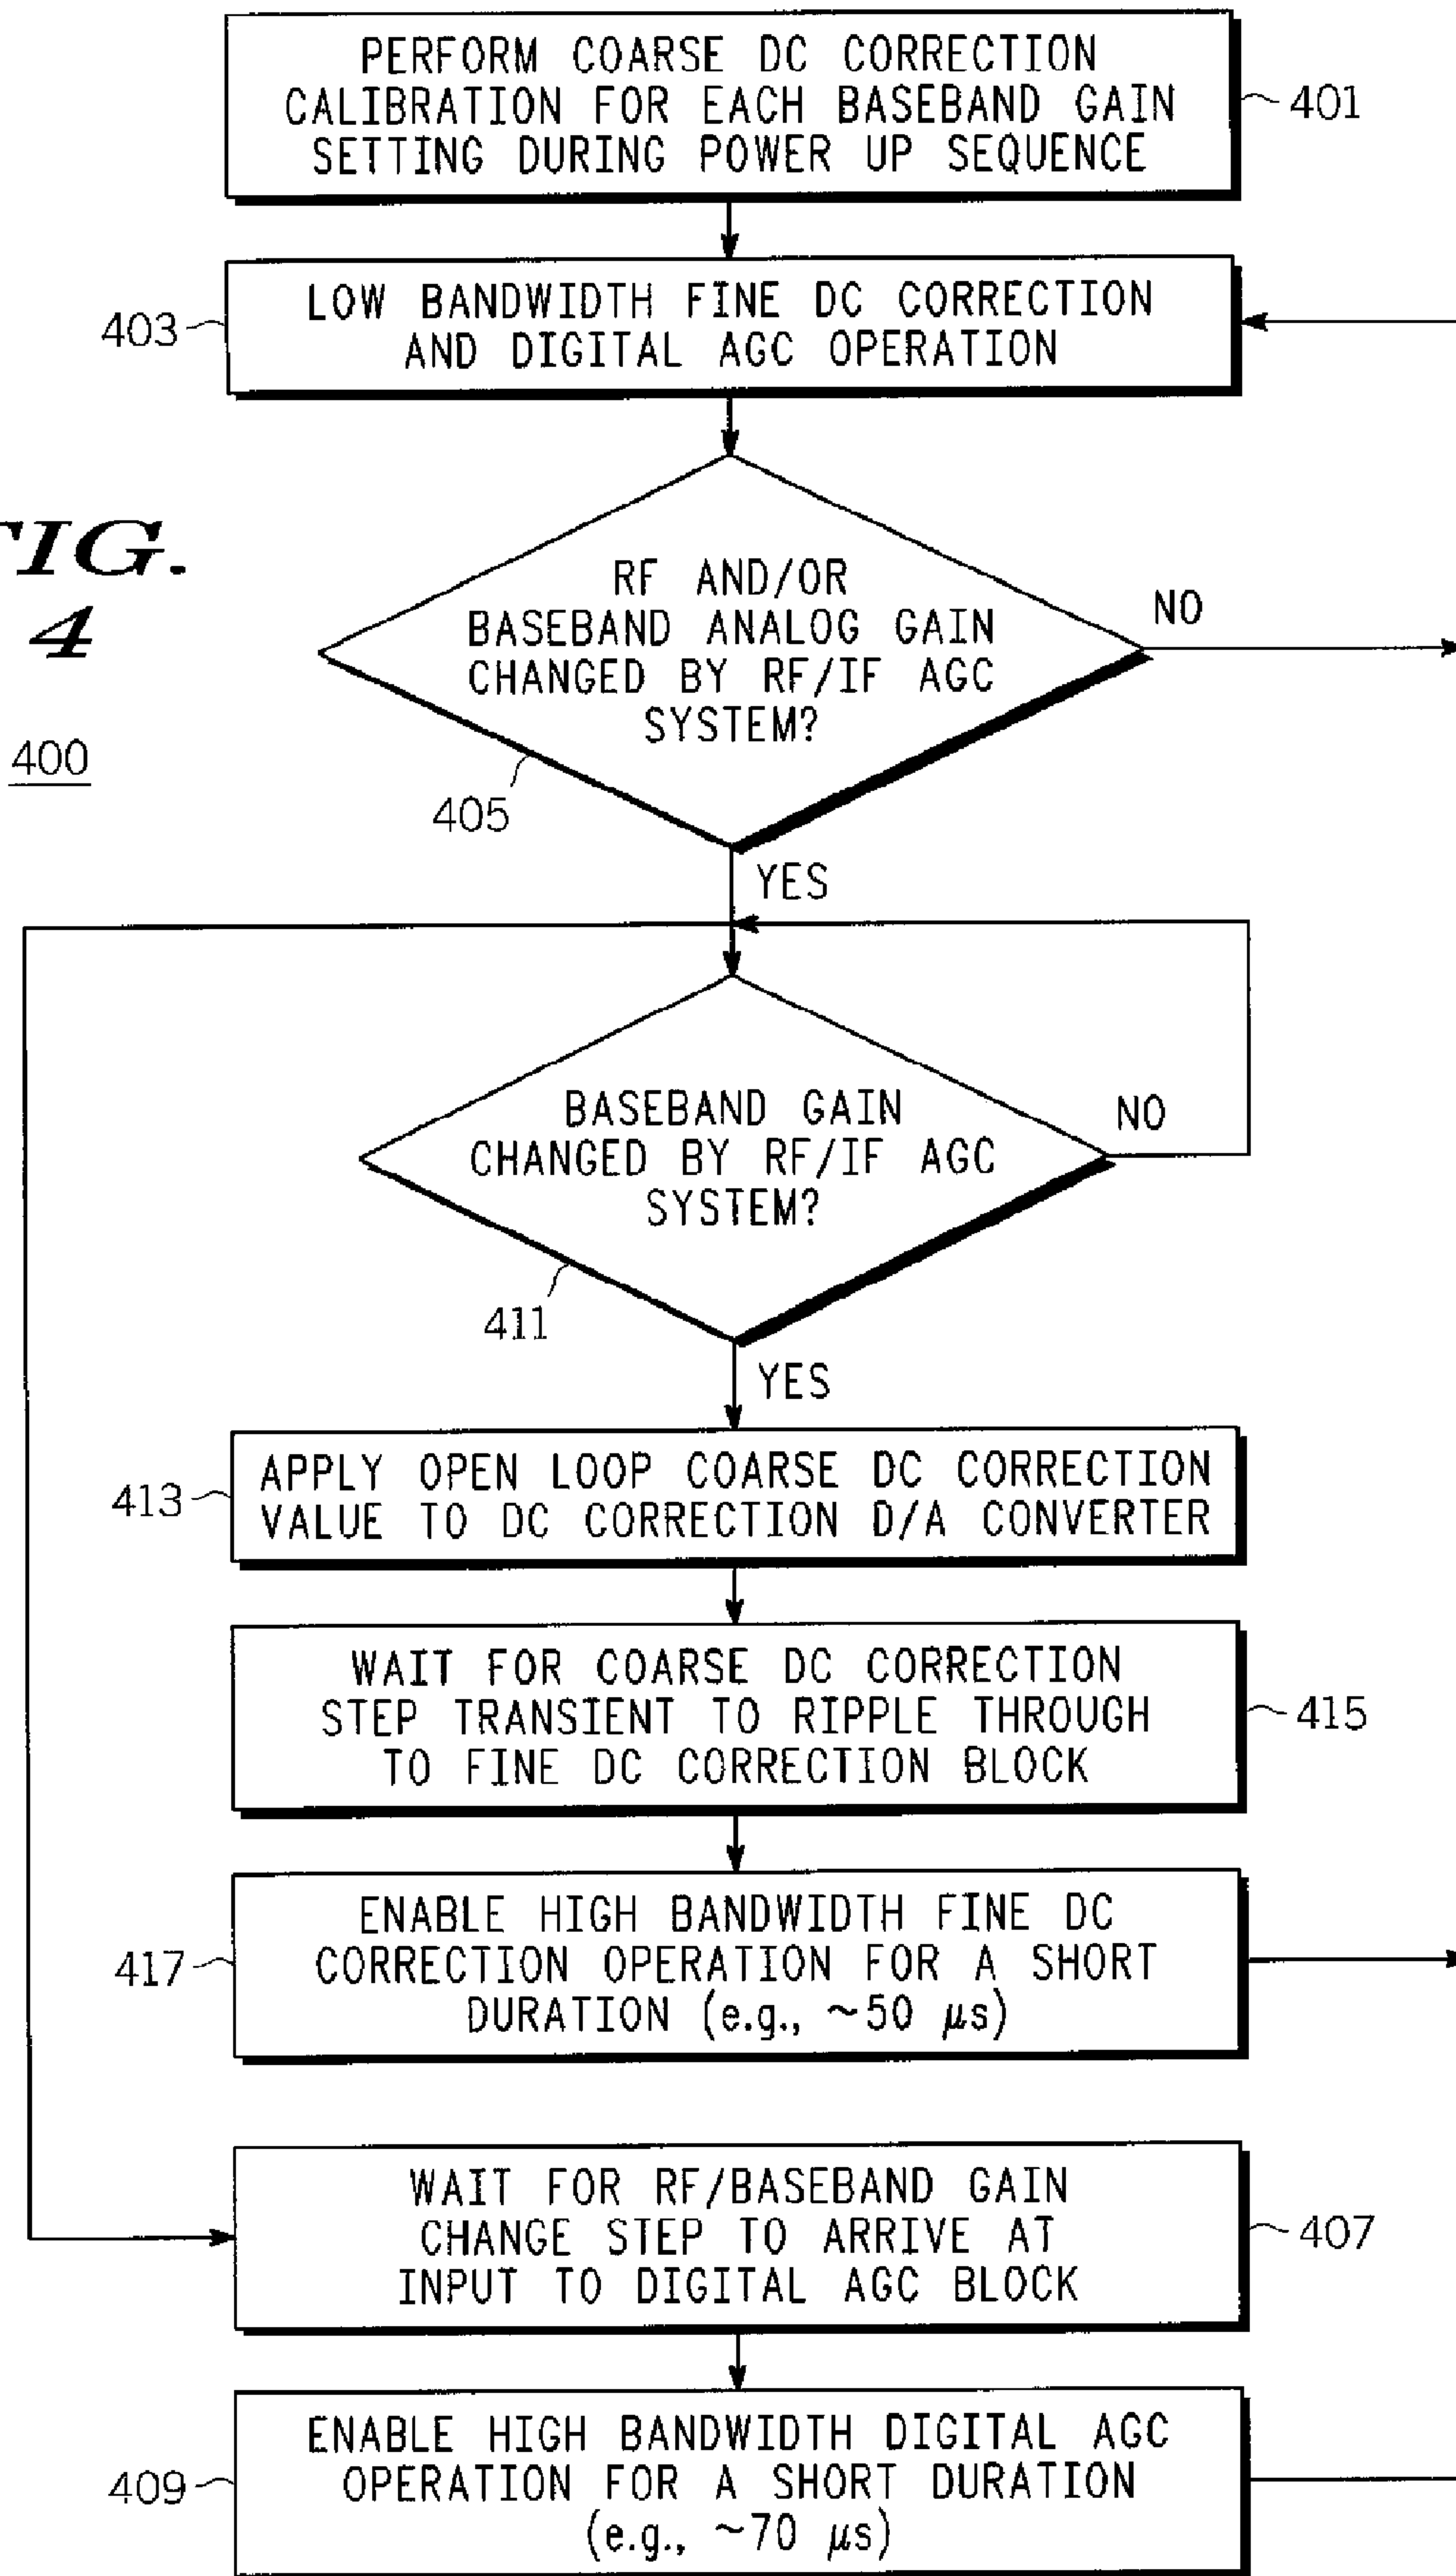 PERFORM COARSE DC CORRECTION
CALIBRATION FOR EACH BASEBAND GAIN
SETTING DURING POWER UP SEQUENCE
401
LOW BANDWIDTH FINE DC CORRECTION
AND DIGITAL AGC OPERATION
403
FIG.
4
400
RF AND/OR
BASEBAND ANALOG GAIN
CHANGED BY RF/IF AGC
SYSTEM?
NO
405
YES
BASEBAND GAIN
CHANGED BY RF/IF AGC
SYSTEM?
NO
411
YES
APPLY OPEN LOOP COARSE DC CORRECTION
VALUE TO DC CORRECTION D/A CONVERTER
413
WAIT FOR COARSE DC CORRECTION
STEP TRANSIENT TO RIPPLE THROUGH
TO FINE DC CORRECTION BLOCK
415
ENABLE HIGH BANDWIDTH FINE DC
CORRECTION OPERATION FOR A SHORT
DURATION (e.g., ~50 μs)
417
WAIT FOR RF/BASEBAND GAIN
CHANGE STEP TO ARRIVE AT
INPUT TO DIGITAL AGC BLOCK
407
ENABLE HIGH BANDWIDTH DIGITAL AGC
OPERATION FOR A SHORT DURATION
(e.g., ~70 μs)
409